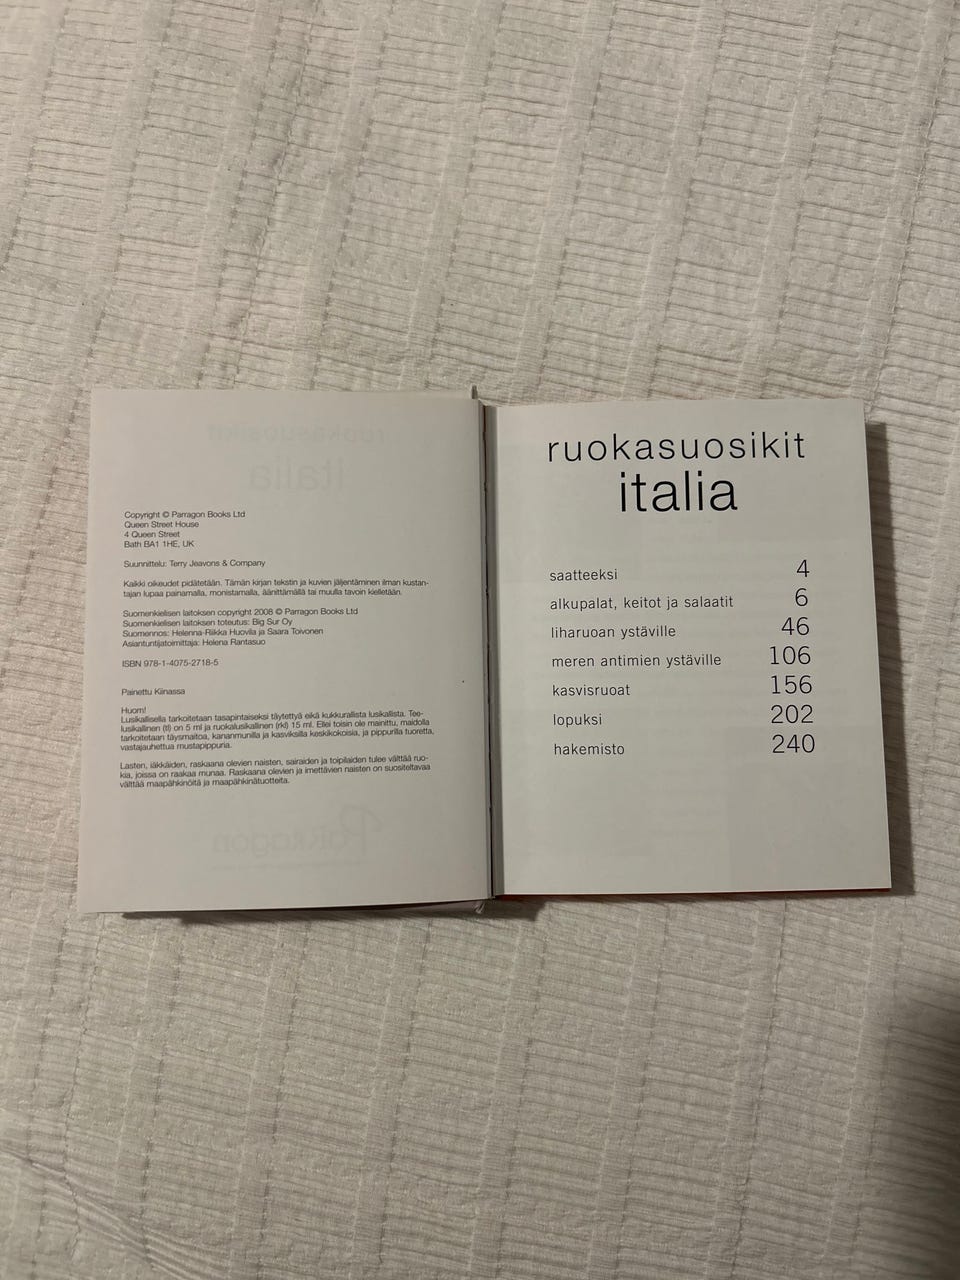 Copyright © Parragon Books Ltd
Queen Street House
4 Queen Street
Bath BA1 1HE, UK
Suunnittelu: Terry Jeavons & Company
Kaikki oikeudet pidätetään. Tämän kirjan tekstin ja kuvien jäljentäminen ilman kustan-
tajan lupaa painamalla, monistamalla, äänittämällä tai muulla tavoin kielletään.
Suomenkielisen laitoksen copyright 2008 © Parragon Books Ltd
Suomenkielisen laitoksen toteutus: Big Sur Oy
Suomennos: Helenna-Riikka Huovila ja Saara Toivonen
Asiantuntijatoimittaja: Helena Rantasuo
ISBN 978-1-4075-2718-5
Painettu Kiinassa
Huom!
Lusikallisella tarkoitetaan tasapintaiseksi täytettyä eikä kukkurallista lusikallista. Tee-
lusikallinen (tl) on 5 ml ja ruokalusikallinen (rkl) 15 ml. Ellei toisin ole mainittu, maidolla
tarkoitetaan täysmaitoa, kananmunilla ja kasviksilla keskikokoisia, ja pippurilla tuoretta,
vastajauhettua mustapippuria.
Lasten, iäkkäiden, raskaana olevien naisten, sairaiden ja toipilaiden tulee välttää ruo-
kia, joissa on raakaa munaa. Raskaana olevien ja imettävien naisten on suositeltavaa
välttää maapähkinöitä ja maapähkinätuotteita.
ruokasuosikit
italia
saatteeksi 4
alkupalat, keitot ja salaatit 6
liharuoan ystäville 46
meren antimien ystäville 106
kasvisruoat 156
lopuksi 202
hakemisto 240